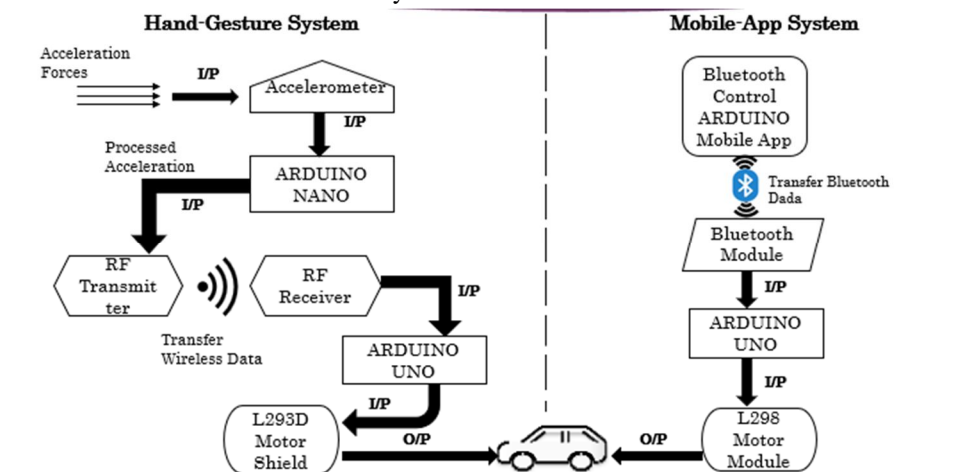 Hand-Gesture System
Acceleration
Forces
I/P
Accelerometer
I/P
Processed
Acceleration
ARDUINO
NANO
I/P
RF
Transmit
ter
RF
Receiver
I/P
Transfer
Wireless Data
ARDUINO
UNO
I/P
L293D
Motor
Shield
O/P
Mobile-App System
Bluetooth
Control
ARDUINO
Mobile App
Transfer Bluetooth
Dada
Bluetooth
Module
I/P
ARDUINO
UNO
I/P
L298
Motor
Module
O/P